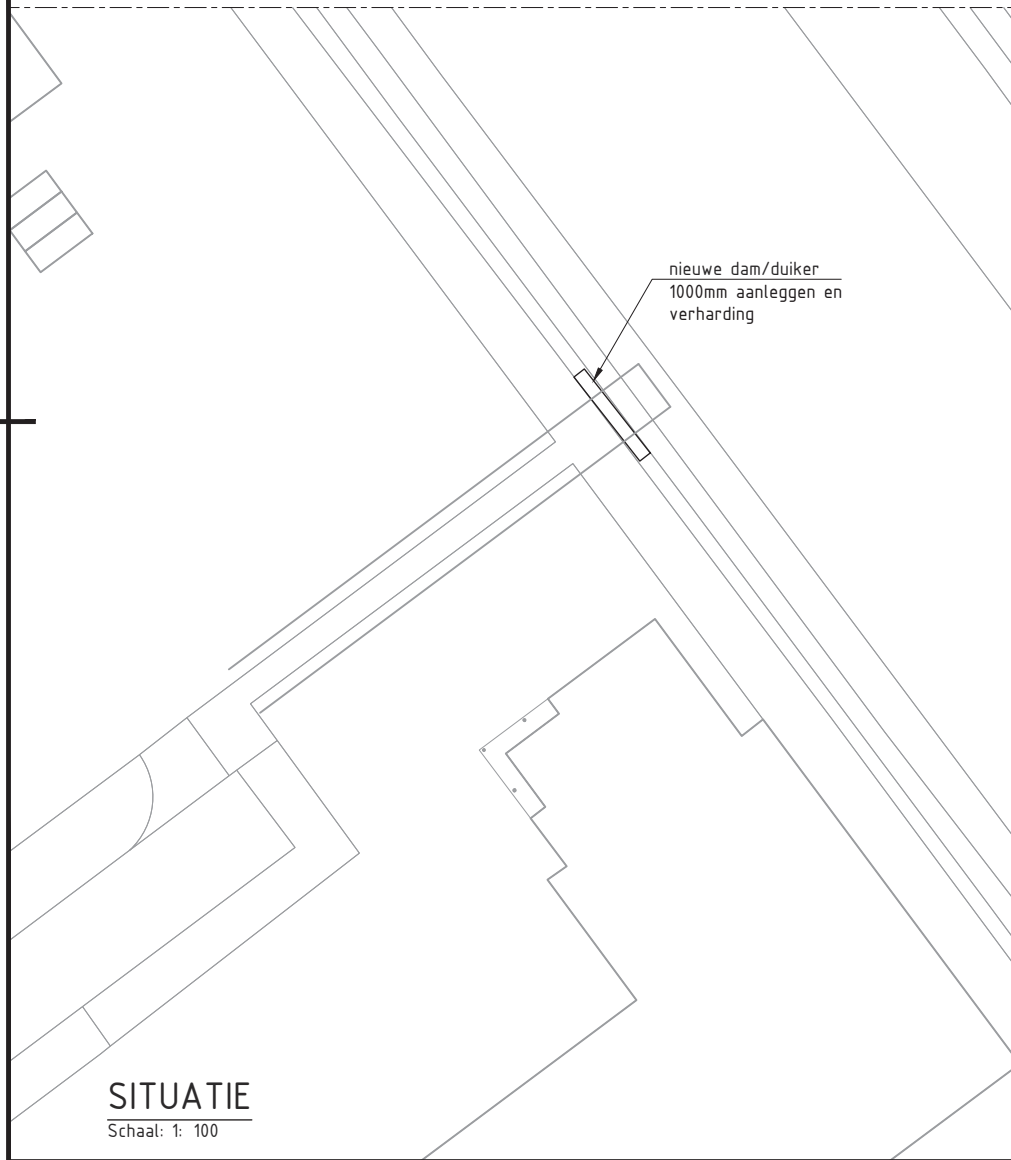 nieuwe dam/duiker
1000mm aanleggen en
verharding
SITUATIE
Schaal: 1: 100